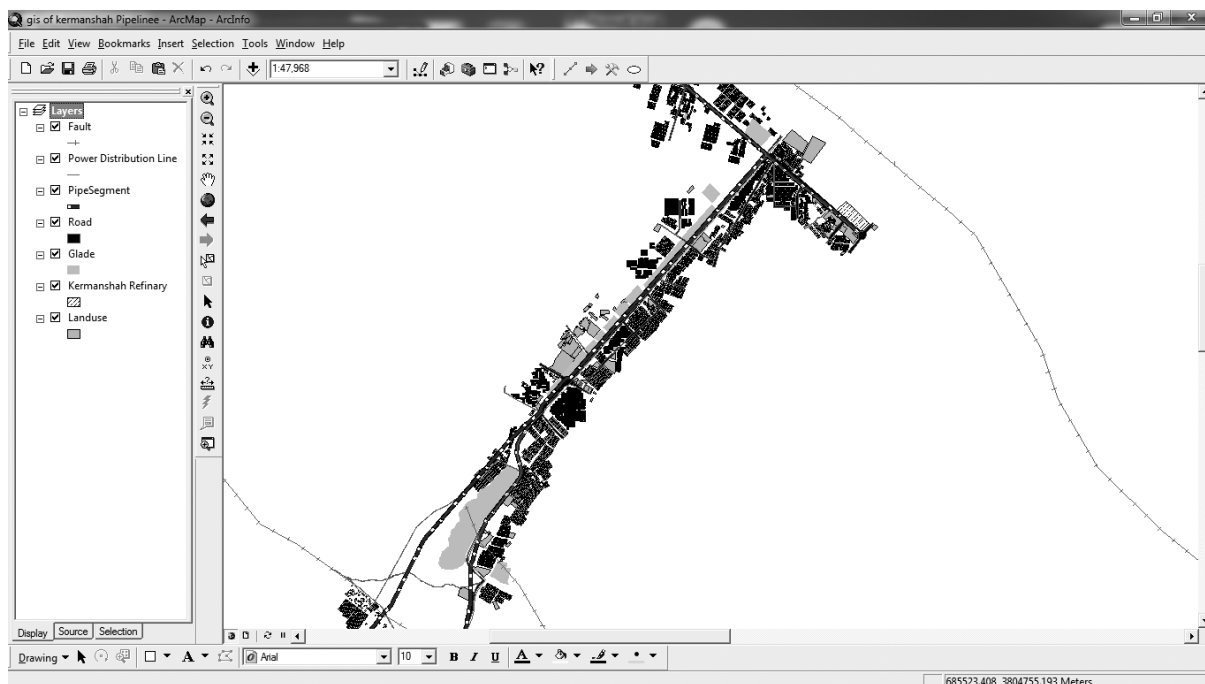 gis of kermanshah Pipelinee - ArcMap - ArcInfo
File Edit View Bookmarks Insert Selection Tools Window Help
1:47,968
Layers
Fault
Power Distribution Line
PipeSegment
Road
Glade
Kermanshah Refinary
Landuse
Display Source Selection
Drawing A Arial 10 B I U A
685523.408 3804755.193 Meters